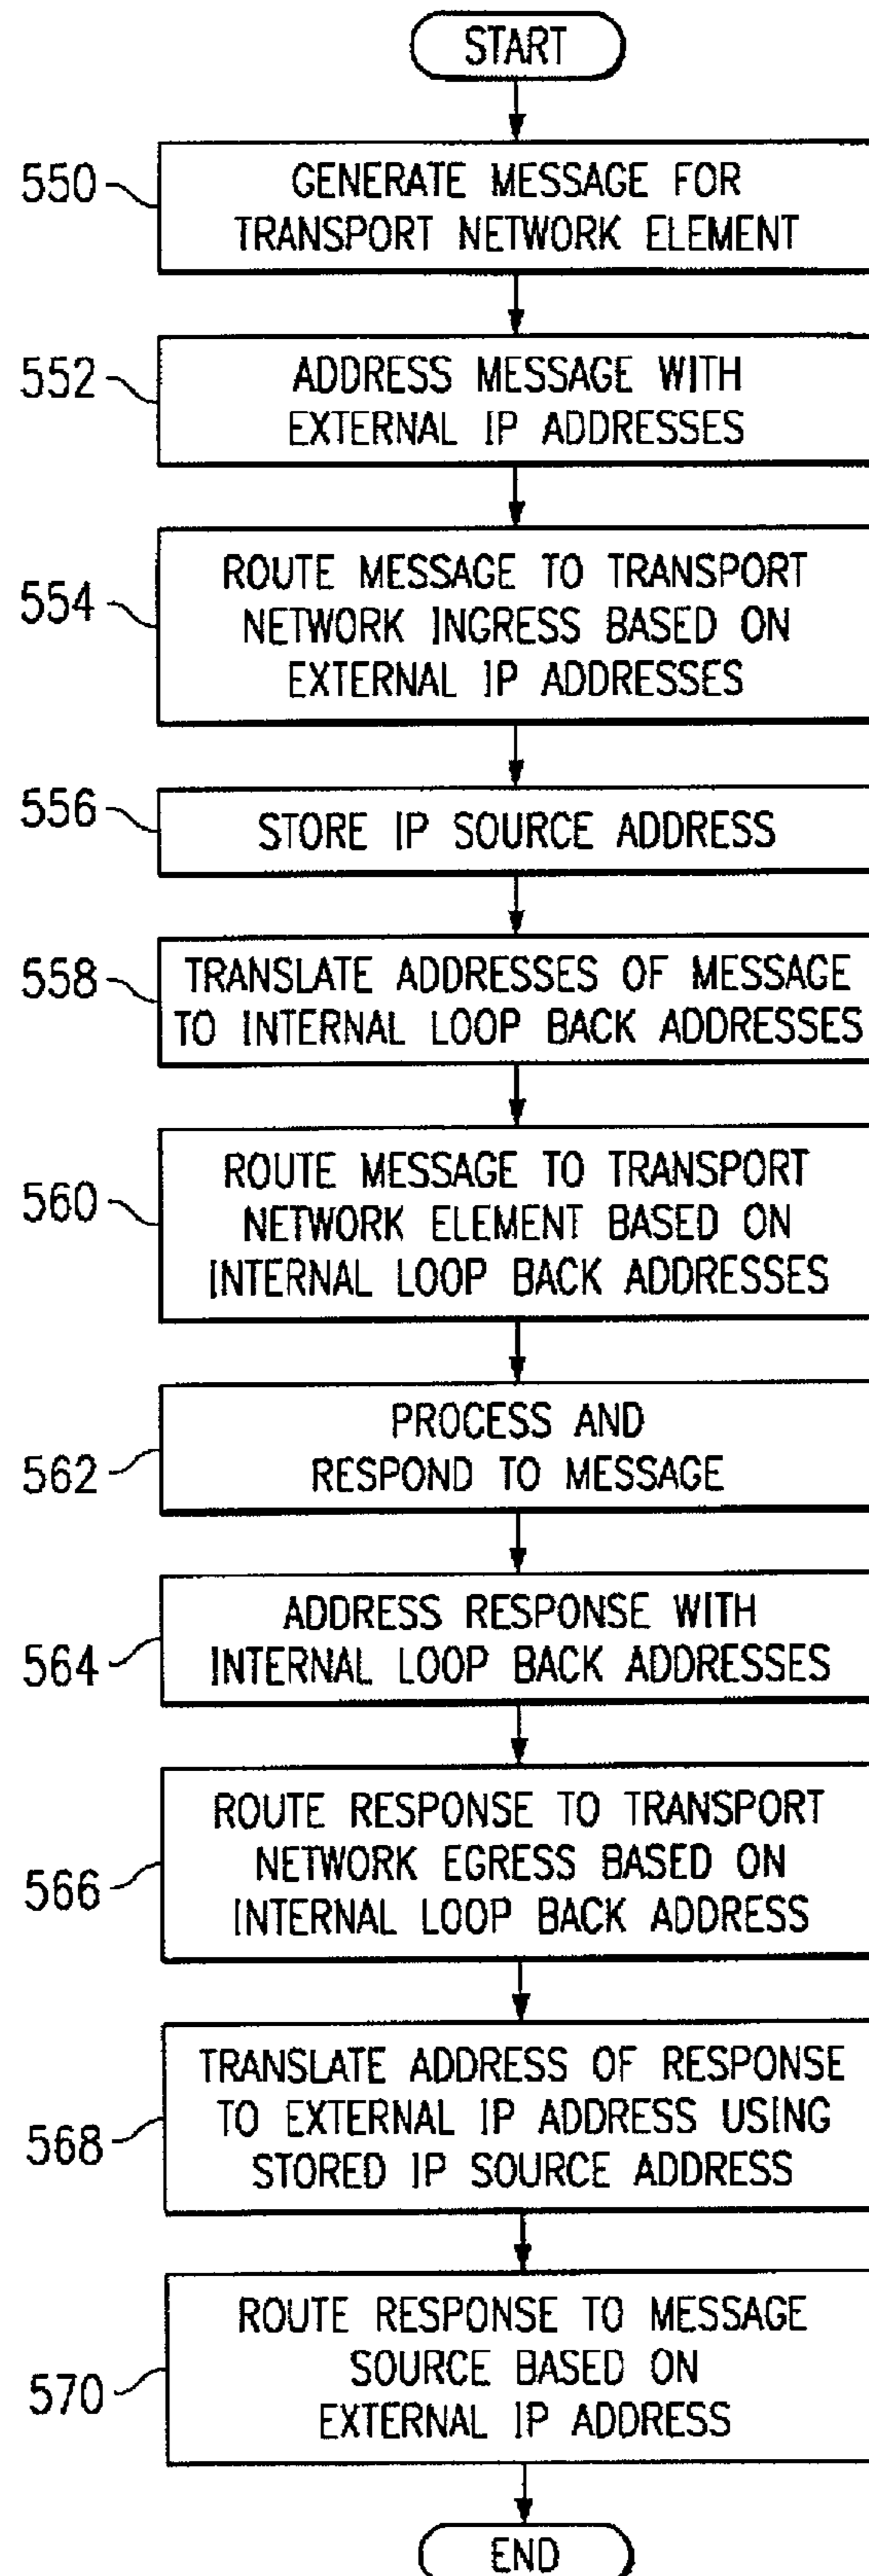 START
550
GENERATE MESSAGE FOR
TRANSPORT NETWORK ELEMENT
552
ADDRESS MESSAGE WITH
EXTERNAL IP ADDRESSES
554
ROUTE MESSAGE TO TRANSPORT
NETWORK INGRESS BASED ON
EXTERNAL IP ADDRESSES
556
STORE IP SOURCE ADDRESS
558
TRANSLATE ADDRESSES OF MESSAGE
TO INTERNAL LOOP BACK ADDRESSES
560
ROUTE MESSAGE TO TRANSPORT
NETWORK ELEMENT BASED ON
INTERNAL LOOP BACK ADDRESSES
562
PROCESS AND
RESPOND TO MESSAGE
564
ADDRESS RESPONSE WITH
INTERNAL LOOP BACK ADDRESSES
566
ROUTE RESPONSE TO TRANSPORT
NETWORK EGRESS BASED ON
INTERNAL LOOP BACK ADDRESS
568
TRANSLATE ADDRESS OF RESPONSE
TO EXTERNAL IP ADDRESS USING
STORED IP SOURCE ADDRESS
570
ROUTE RESPONSE TO MESSAGE
SOURCE BASED ON
EXTERNAL IP ADDRESS
END